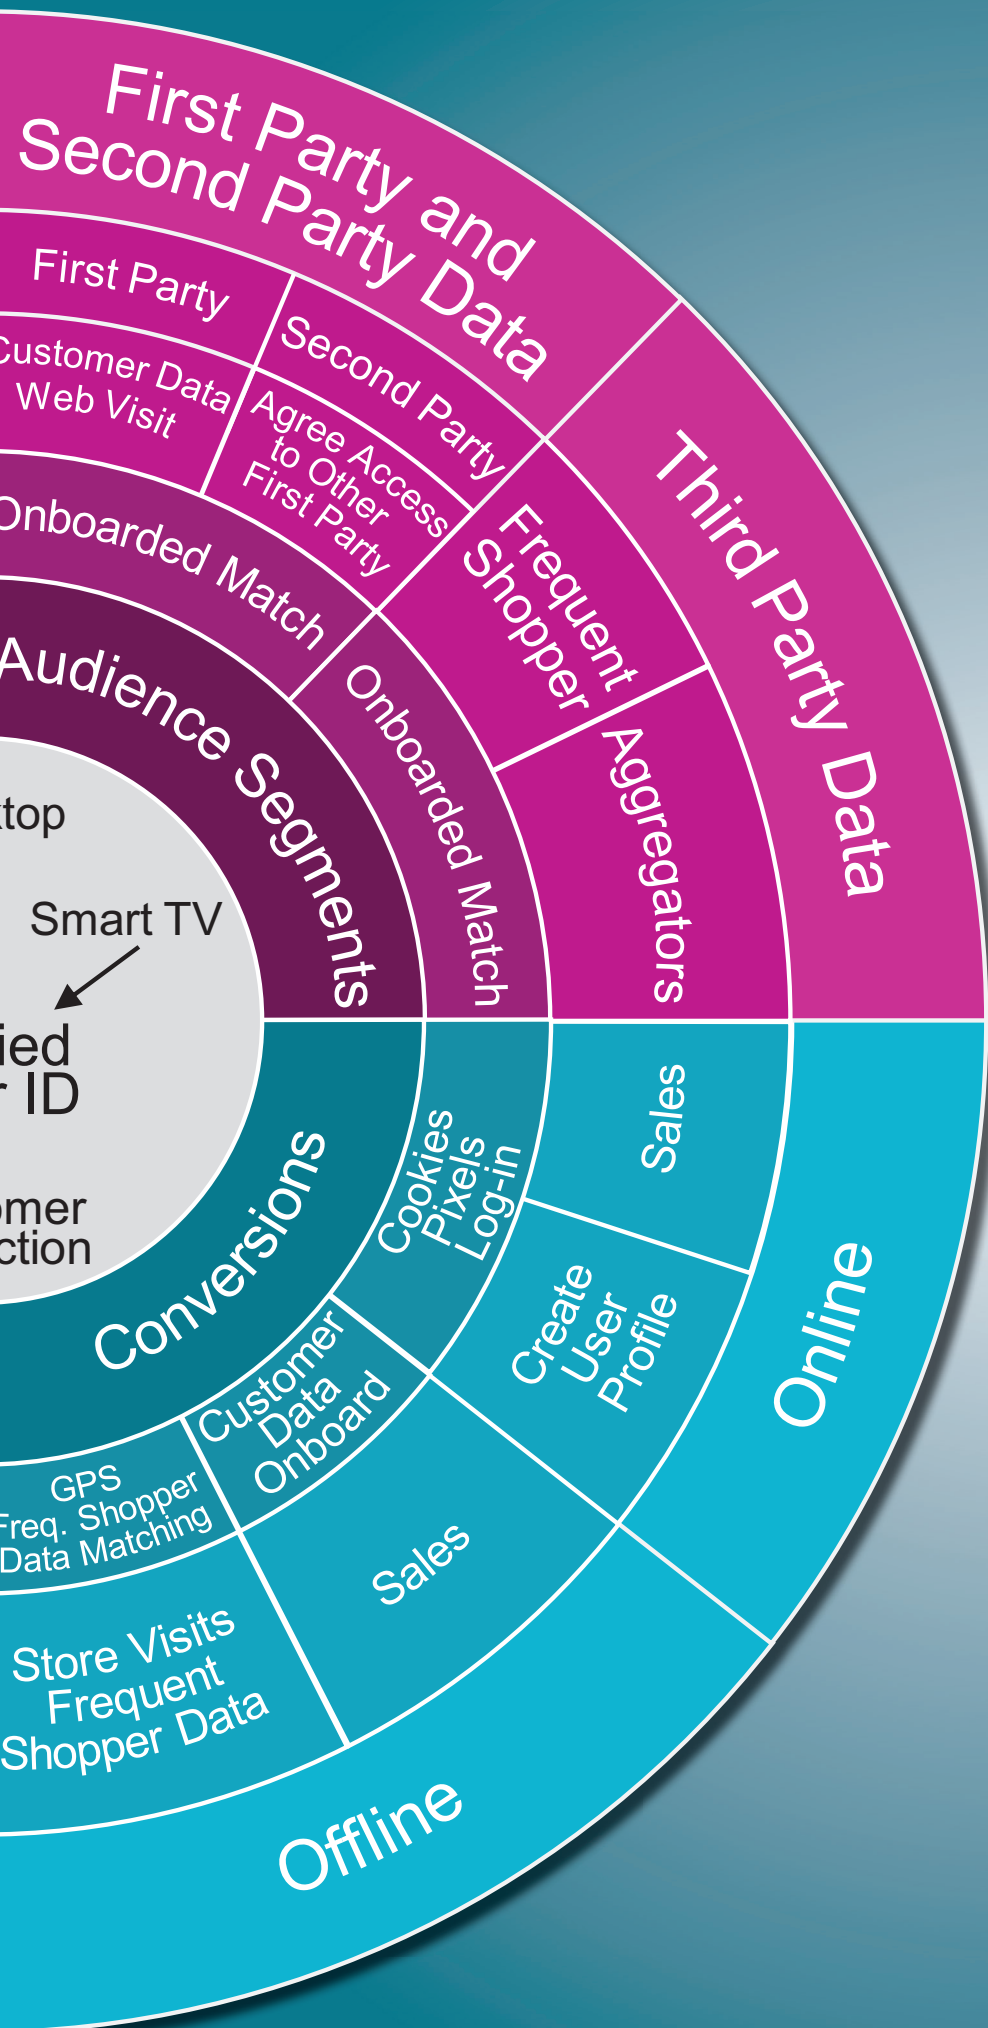 First Party and
Second Party Data
First Party
Second Party
Customer Data
Web Visit
Agree Access
to Other
First Party
Onboarded Match
Audience Segments
Third Party Data
Frequent
Shopper
Aggregators
Onboarded Match
Smart TV
ID
Conversions
Cookies
Pixels
Log-in
Sales
Create
User
Profile
Online
Customer
Data
Onboard
Sales
GPS
Freq. Shopper
Data Matching
Store Visits
Frequent
Shopper Data
Offline